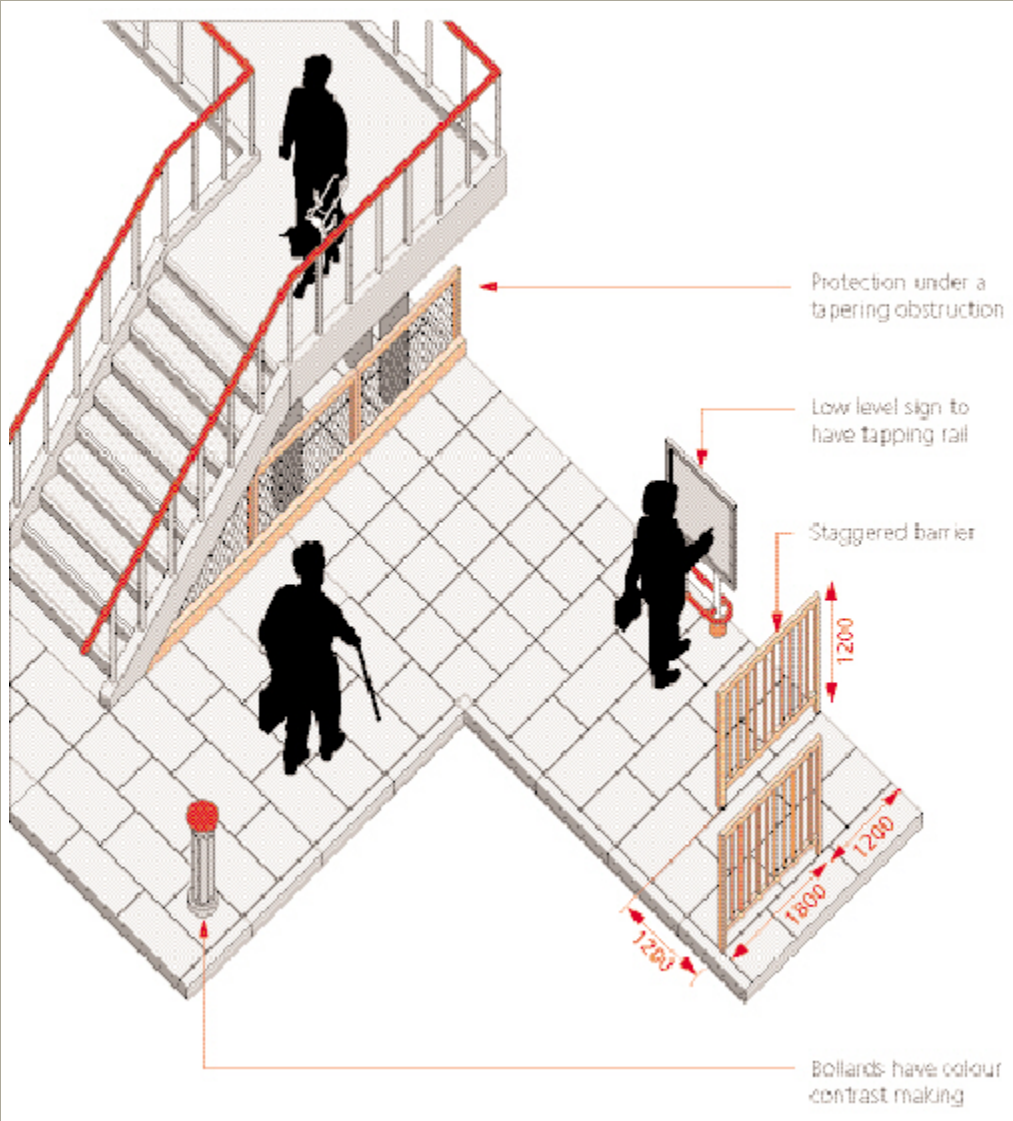 Protection under a
tapering obstruction
Low level sign to
have tapping rail
Staggered barrier
1200
1200
1800
1200
Bollards have colour
contrast making